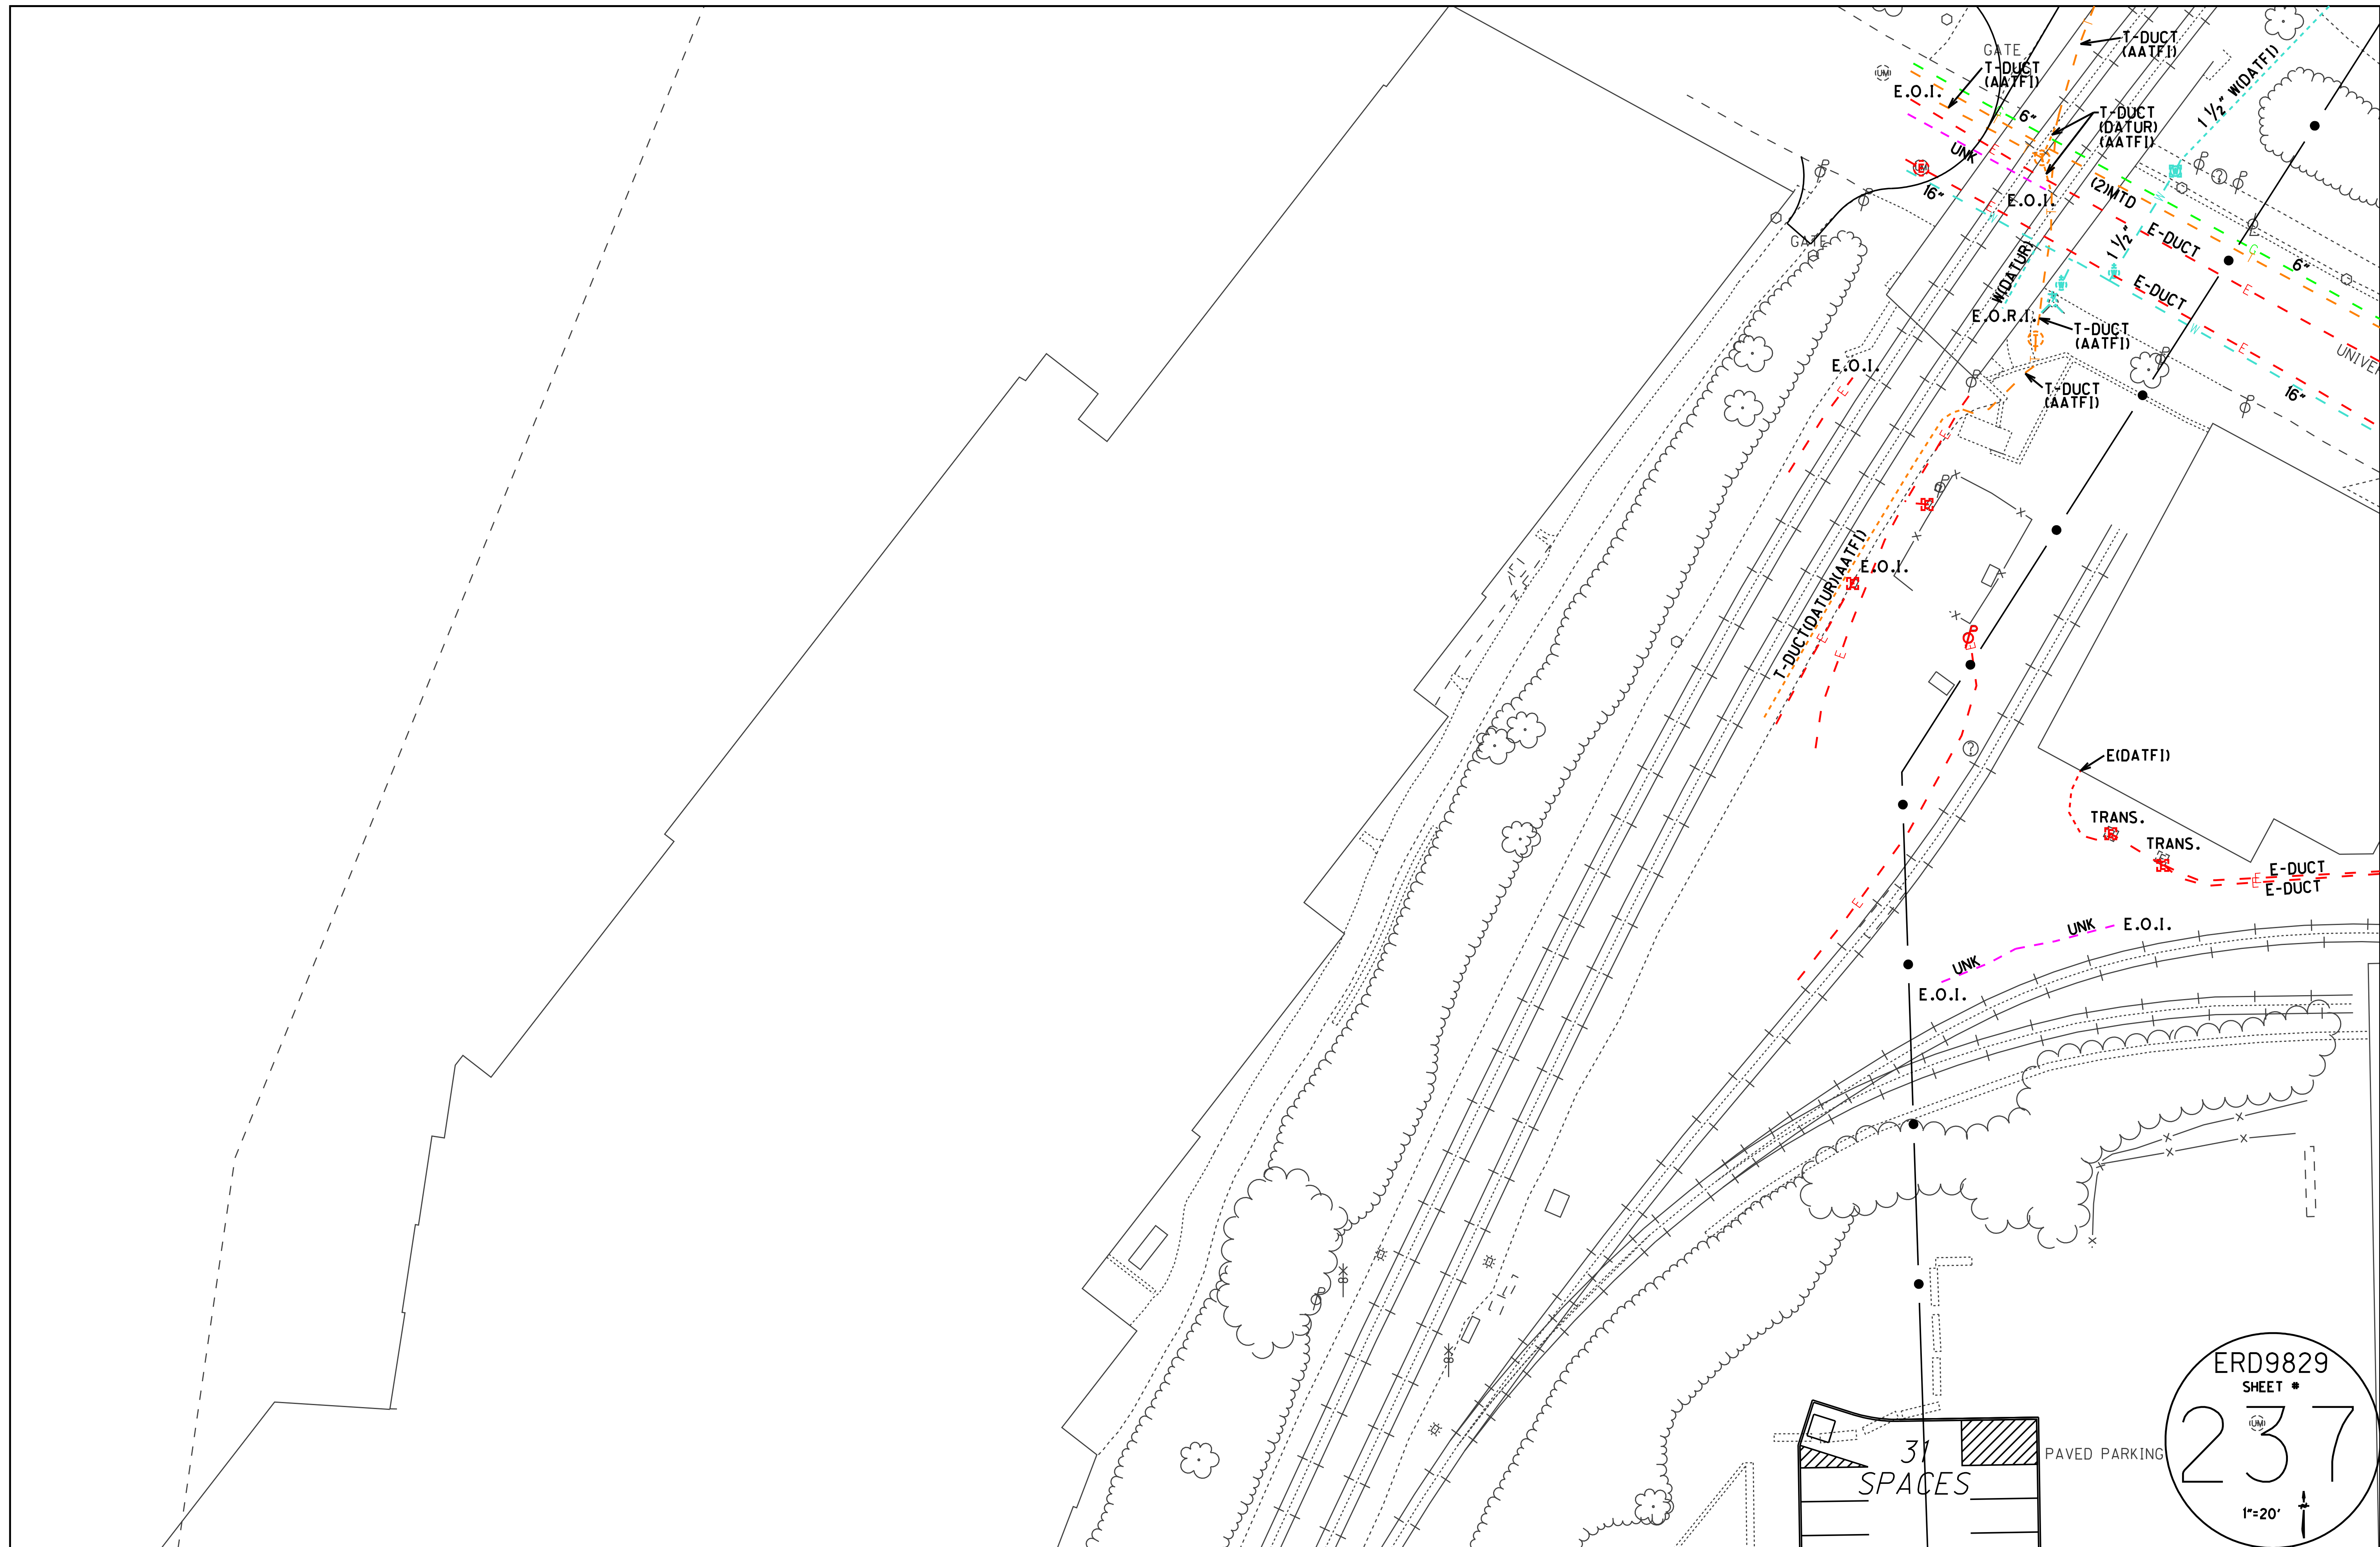 T-DUCT
(AATFI)
GATE
T-DUCT
(AATFI)
UM
E.O.I.
6"
T-DUCT
(DATUR)
(AATFI)
1 1/2" W(DATFI)
UNK
E
16"
E.O.I.
(2)MTD
E-DUCT
1 1/2"
6"
G
T
E
E-DUCT
W
E
16"
GATE
W(DATUR)
E.O.R.I.
T-DUCT
(AATFI)
T-DUCT
(AATFI)
E.O.I.
E
E
T-DUCT(DATUR)(AATFI)
E.O.I.
E
E
E
E(DATFI)
TRANS.
TRANS.
E-DUCT
E
E
E-DUCT
E
UNK
E.O.I.
UNK
E.O.I.
31
SPACES
PAVED PARKING
ERD9829
SHEET #
237
UM
1"=20'